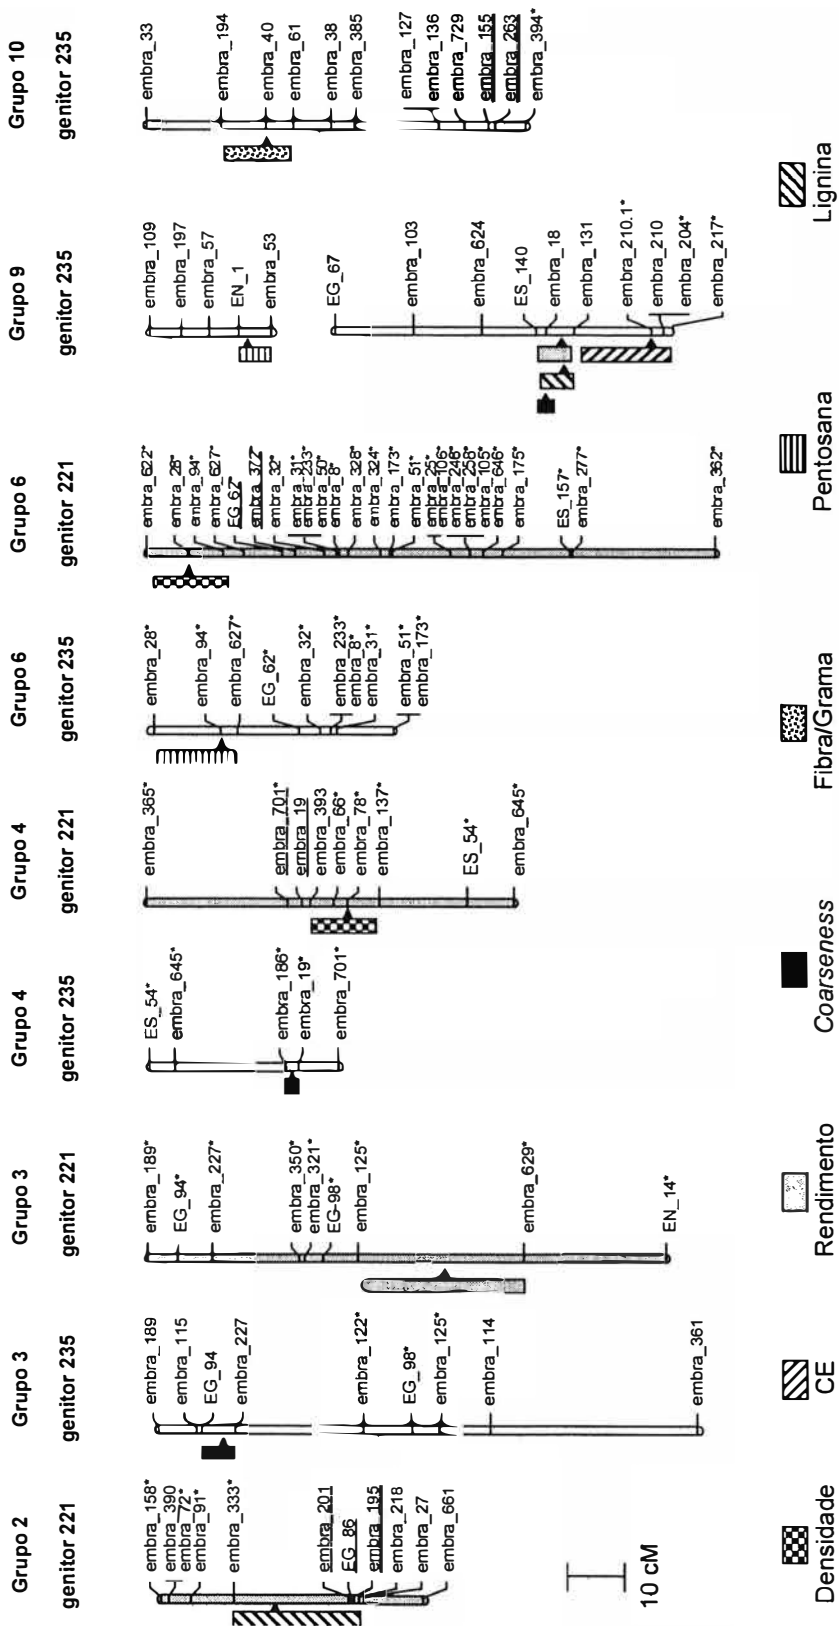 Grupo 2
genitor 221
embra_158*
embra_390
embra_72*
embra_91*
embra_333*
embra_201
EG_86
embra_195
embra_218
embra_27
embra_661
Grupo 3
genitor 235
embra_189
embra_115
EG_94
embra_227
embra_122*
EG_98*
embra_125*
embra_114
embra_361
Grupo 3
genitor 221
embra_189*
EG_94*
embra_227*
embra_350*
embra_321*
EG-98*
embra_125*
embra_629*
EN_14*
Grupo 4
genitor 235
ES_54*
embra_645*
embra_186*
embra_19*
embra_701*
Grupo 4
genitor 221
embra_365*
embra_701*
embra_19
embra_393
embra_66*
embra_78*
embra_137*
ES_54*
embra_645*
Grupo 6
genitor 235
embra_28*
embra_94*
embra_627*
EG_62*
embra_32*
embra_233*
embra_8*
embra_31*
embra_51*
embra_173*
Grupo 6
genitor 221
embra_622*
embra_28*
embra_94*
embra_627*
EG_62*
embra_372
embra_32*
embra_31*
embra_233*
embra_50*
embra_8*
embra_328*
embra_324*
embra_173*
embra_51*
embra_25*
embra_106*
embra_246*
embra_258*
embra_105*
embra_646*
embra_175*
ES_157*
embra_277*
embra_362*
Grupo 9
genitor 235
embra_109
embra_197
embra_57
EN_1
embra_53
EG_67
embra_103
embra_624
ES_140
embra_18
embra_131
embra_210.1*
embra_210
embra_204*
embra_217*
Grupo 10
genitor 235
embra_33
embra_194
embra_40
embra_61
embra_38
embra_385
embra_127
embra_136
embra_729
embra_155
embra_263
embra_394*
10 cM
Densidade
CE
Rendimento
Coarseness
Fibra/Grama
Pentosana
Lignina